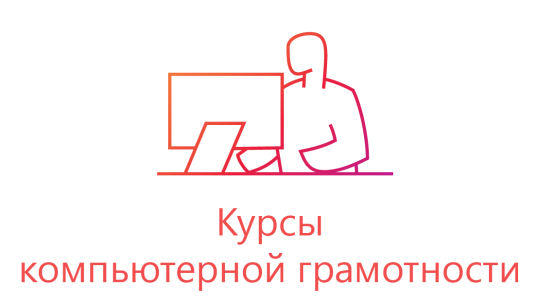 Курсы
компьютерной грамотности